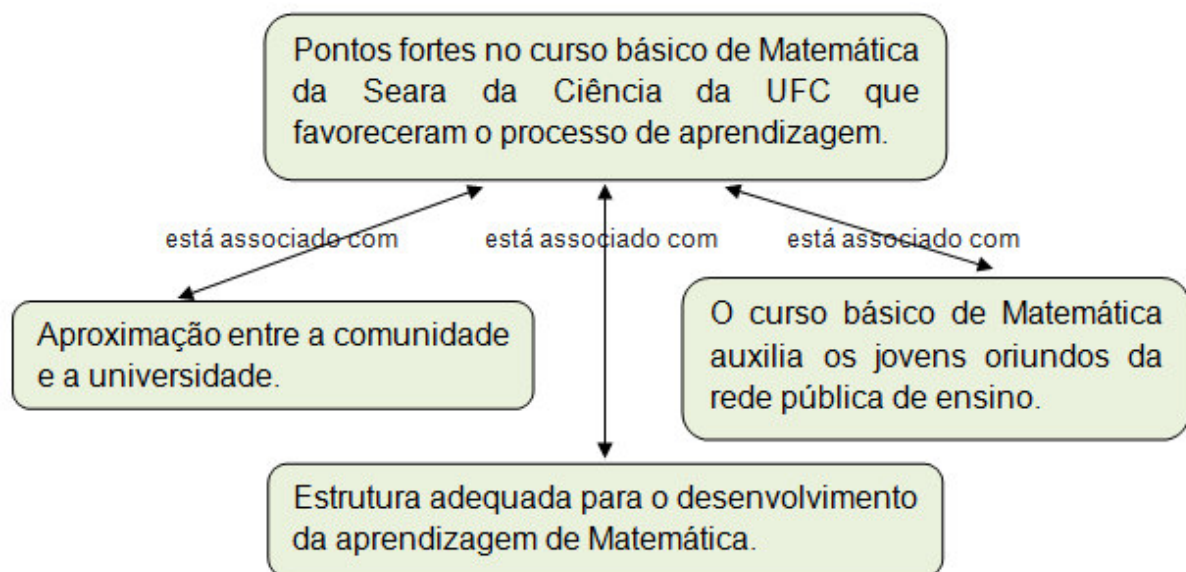 Pontos fortes no curso básico de Matemática
da Seara da Ciência da UFC que
favoreceram o processo de aprendizagem.
está associado com
está associado com
está associado com
Aproximação entre a comunidade
e a universidade.
O curso básico de Matemática
auxilia os jovens oriundos da
rede pública de ensino.
Estrutura adequada para o desenvolvimento
da aprendizagem de Matemática.